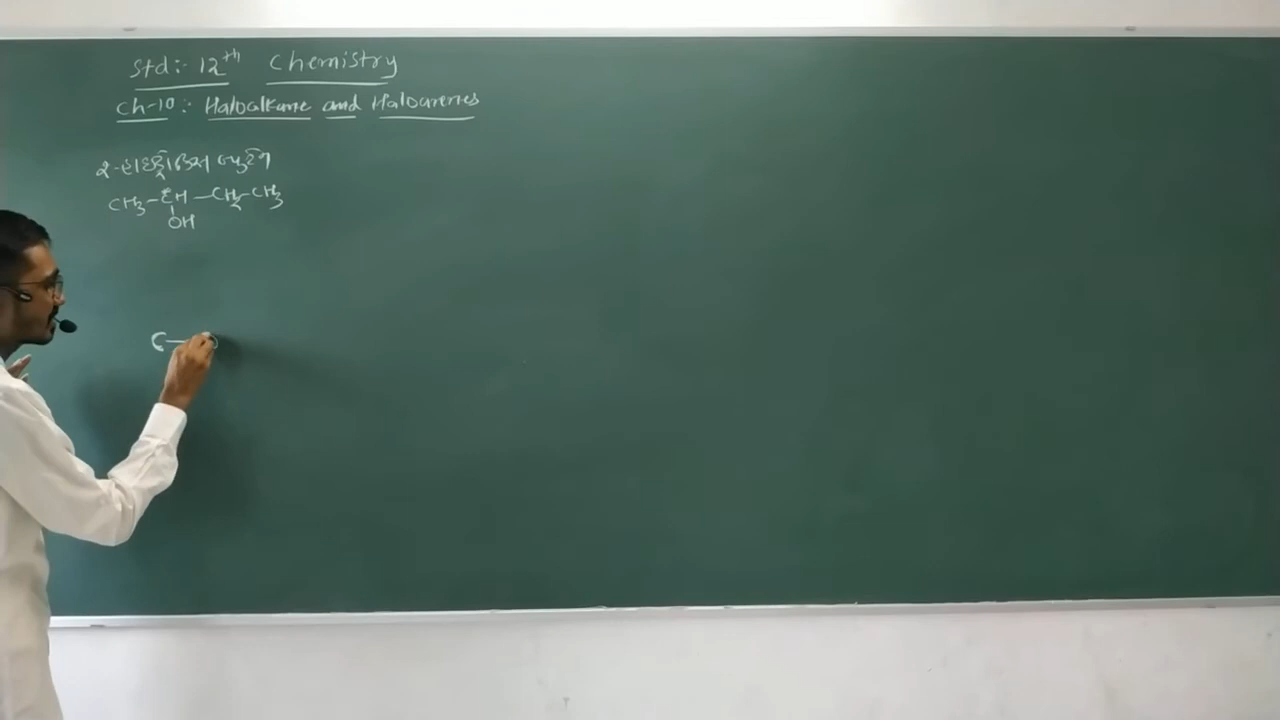 Std:- 12th Chemistry
Ch-10: Haloalkane and Haloarenes
2-હાઇડ્રોક્સિ બ્યુટેન
CH3-CH-CH2-CH3
OH
C-